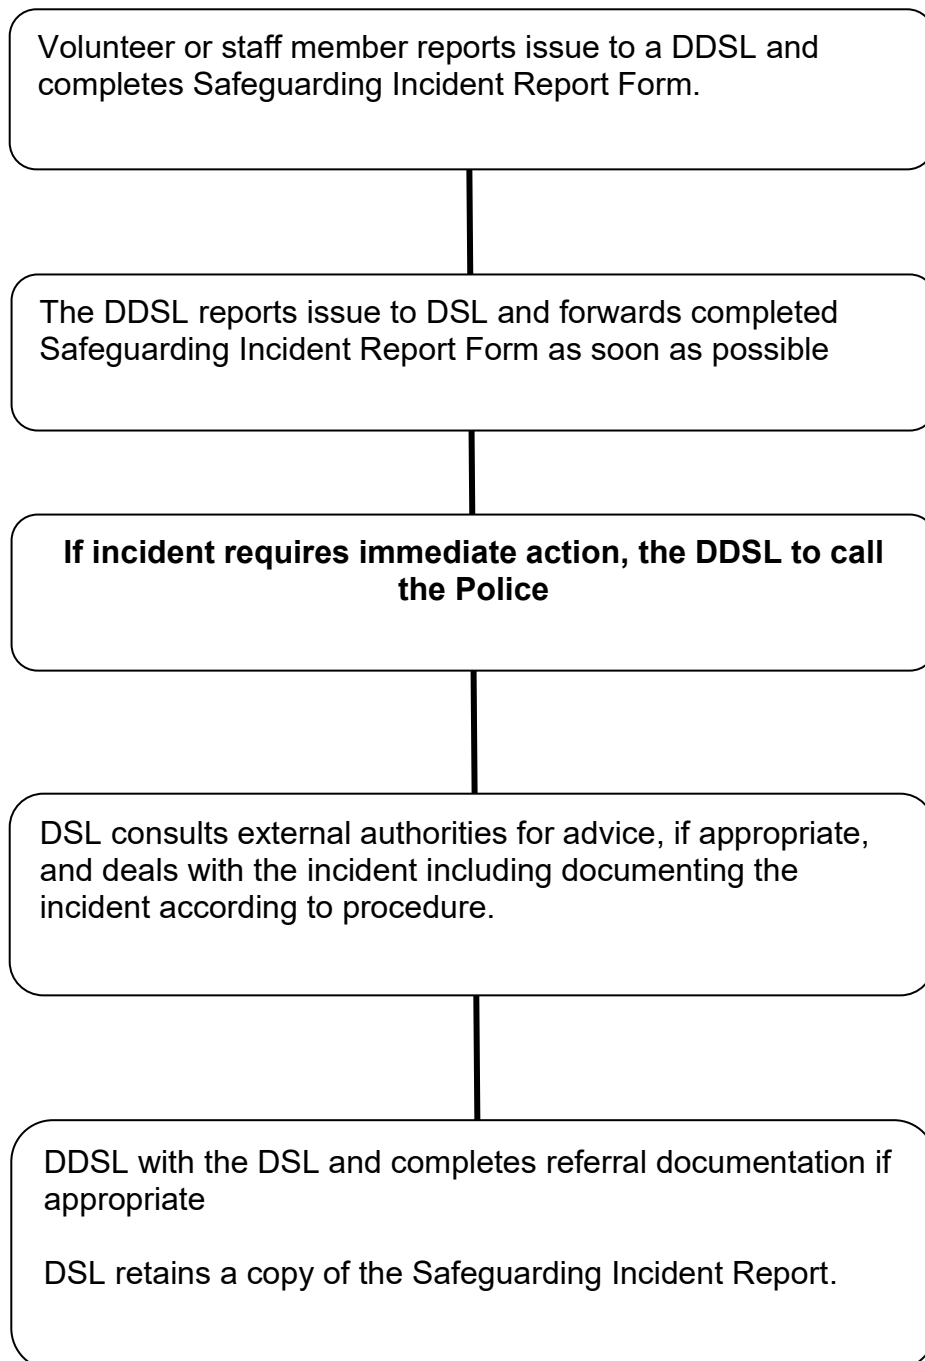 Volunteer or staff member reports issue to a DDSL and
completes Safeguarding Incident Report Form.
The DDSL reports issue to DSL and forwards completed
Safeguarding Incident Report Form as soon as possible
If incident requires immediate action, the DDSL to call
the Police
DSL consults external authorities for advice, if appropriate,
and deals with the incident including documenting the
incident according to procedure.
DDSL with the DSL and completes referral documentation if
appropriate
DSL retains a copy of the Safeguarding Incident Report.